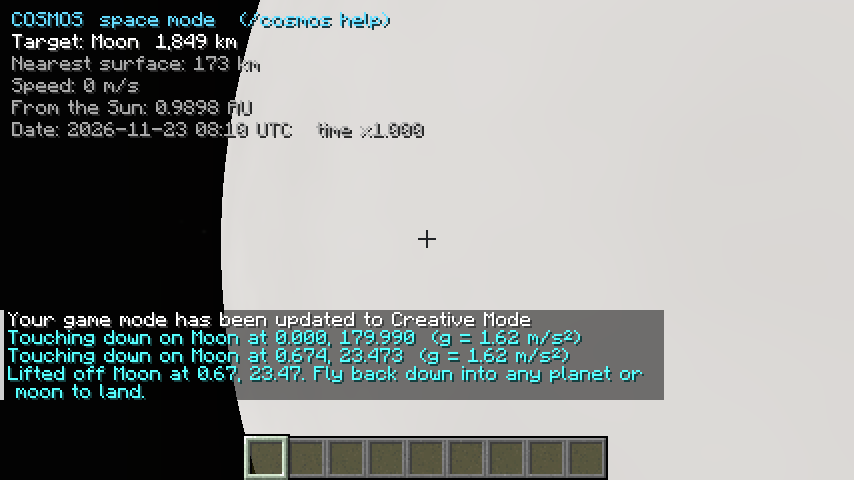 COSMOS space mode (/cosmos help)
Target: Moon 1,849 km
Nearest surface: 173 km
Speed: 0 m/s
From the Sun: 0.9898 AU
Date: 2026-11-23 08:10 UTC time x1.000
Your game mode has been updated to Creative Mode
Touching down on Moon at 0.000, 179.990 (g = 1.62 m/s²)
Touching down on Moon at 0.674, 23.473 (g = 1.62 m/s²)
Lifted off Moon at 0.67, 23.47. Fly back down into any planet or
moon to land.